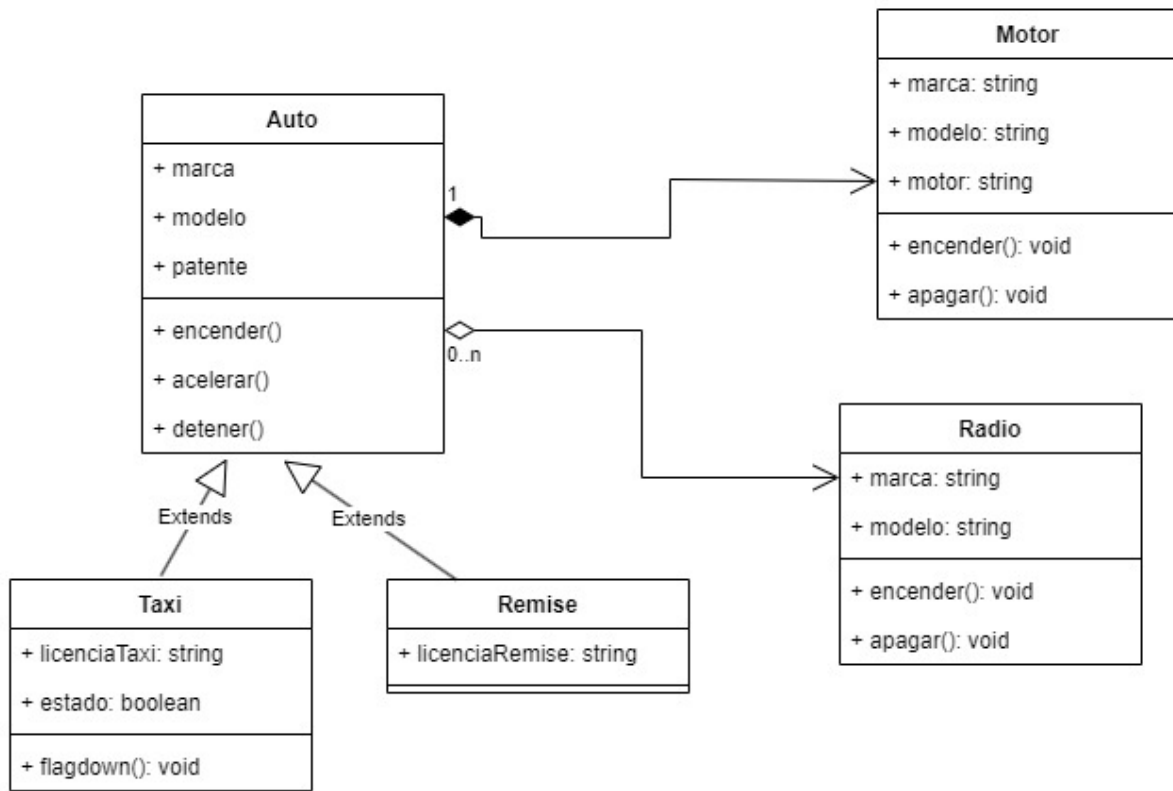 Auto
+ marca
+ modelo
+ patente
+ encender()
+ acelerar()
+ detener()
1
0..n
Motor
+ marca: string
+ modelo: string
+ motor: string
+ encender(): void
+ apagar(): void
Radio
+ marca: string
+ modelo: string
+ encender(): void
+ apagar(): void
Extends
Extends
Taxi
+ licenciaTaxi: string
+ estado: boolean
+ flagdown(): void
Remise
+ licenciaRemise: string